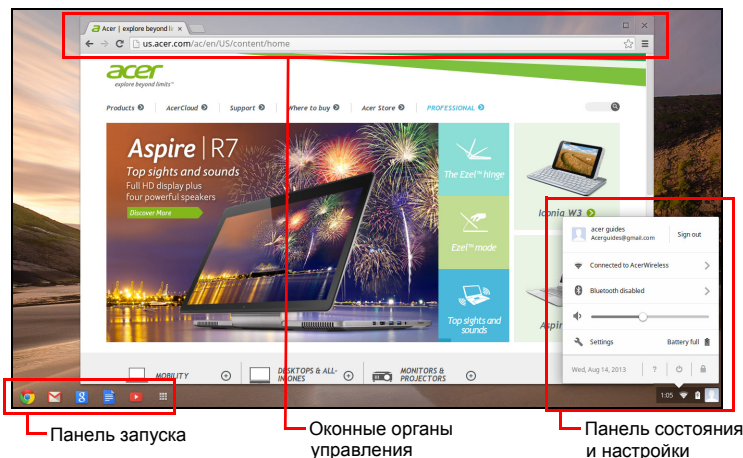 Acer | explore beyond li
us.acer.com/ac/en/US/content/home
acer
explore beyond limits™
Products
AcerCloud
Support
Where to buy
Acer Store
PROFESSIONAL
Aspire | R7
Top sights and sounds
Full HD display plus
four powerful speakers
Discover More
The Ezel™ hinge
Ezel™ mode
Top sights and
sounds
Iconia W3
Aspir
acer guides
Acerguides@gmail.com
Sign out
Connected to AcerWireless
Bluetooth disabled
Settings
Battery full
Wed, Aug 14, 2013
?
MOBILITY
DESKTOPS & ALL-
IN-ONES
MONITORS &
PROJECTORS
8
1:05
Панель запуска
Оконные органы
управления
Панель состояния
и настройки